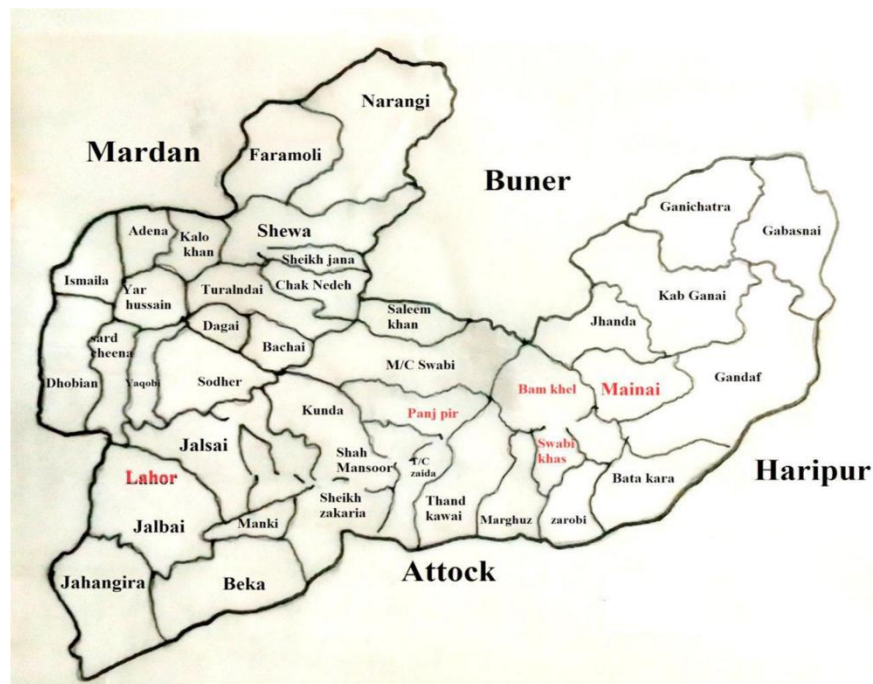 Narangi
Mardan
Faramoli
Buner
Ganichatra
Gabasnai
Adena
Kalo
khan
Shewa
Sheikh jana
Ismaila
Yar
hussain
Turalndai
Chak Nedeh
Kab Ganai
Saleem
khan
Jhanda
Dagai
sard
cheena
Bachai
M/C Swabi
Dhobian
Yaqobi
Sodher
Bam khel
Mainai
Gandaf
Kunda
Panj pir
Jalsai
Shah
Mansoor
Swabi
khas
T/C
zaida
Lahor
Haripur
Bata kara
Sheikh
zakaria
Thand
kawai
Jalbai
Manki
Marghuz
zarobi
Attock
Jahangira
Beka